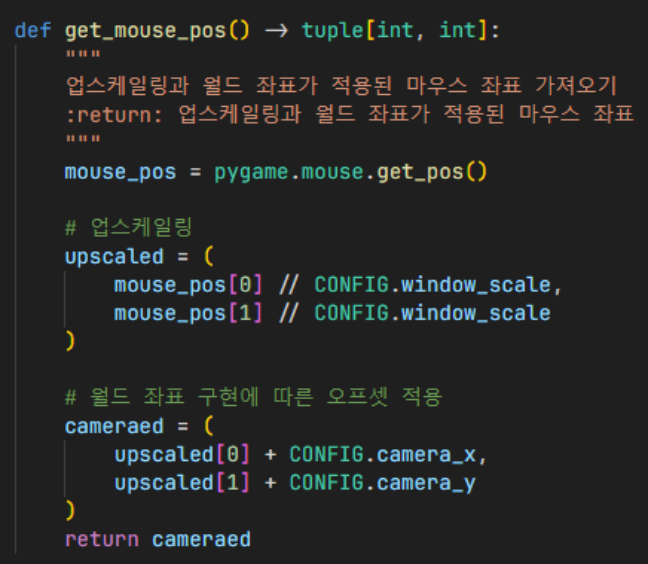 def get_mouse_pos() -> tuple[int, int]:
"""
업스케일링과 월드 좌표가 적용된 마우스 좌표 가져오기
:return: 업스케일링과 월드 좌표가 적용된 마우스 좌표
"""
mouse_pos = pygame.mouse.get_pos()
# 업스케일링
upscaled = (
mouse_pos[0] // CONFIG.window_scale,
mouse_pos[1] // CONFIG.window_scale
)
# 월드 좌표 구현에 따른 오프셋 적용
cameraed = (
upscaled[0] + CONFIG.camera_x,
upscaled[1] + CONFIG.camera_y
)
return cameraed